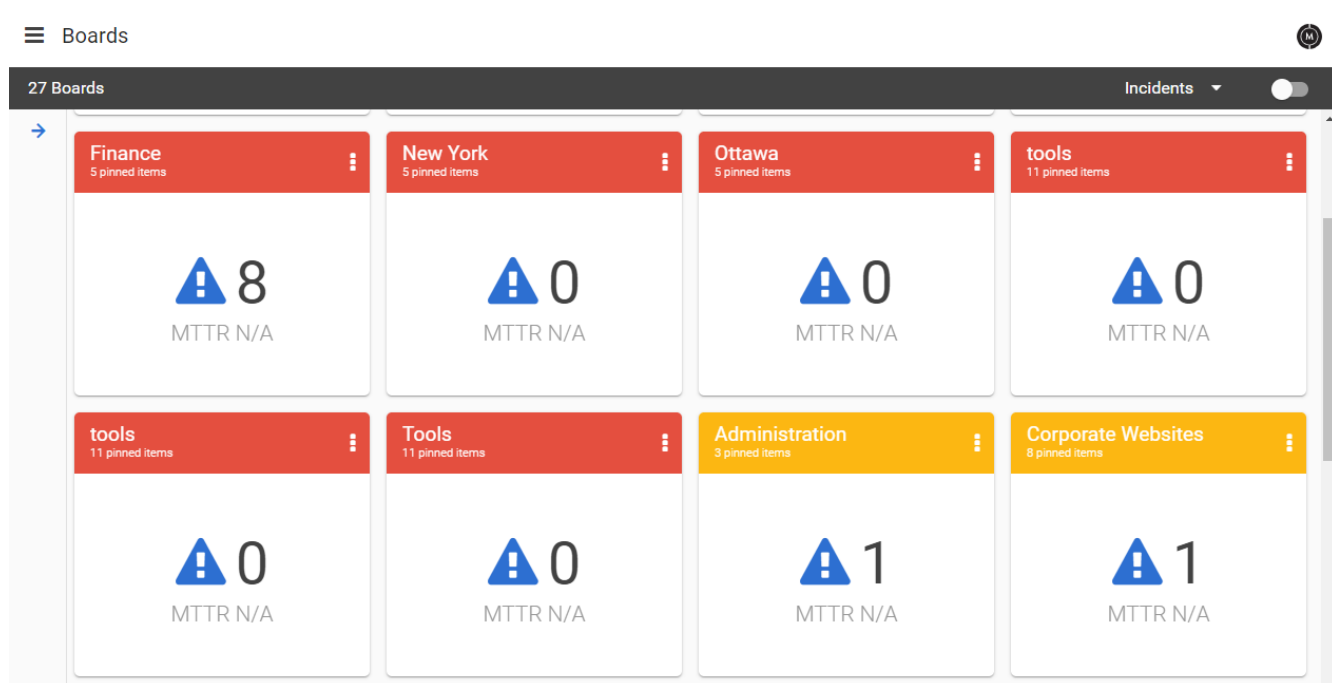 Boards
M
27 Boards
Incidents
Finance
5 pinned items
New York
5 pinned items
Ottawa
5 pinned items
tools
11 pinned items
8
MTTR N/A
0
MTTR N/A
0
MTTR N/A
0
MTTR N/A
tools
11 pinned items
Tools
11 pinned items
Administration
3 pinned items
Corporate Websites
8 pinned items
0
MTTR N/A
0
MTTR N/A
1
MTTR N/A
1
MTTR N/A